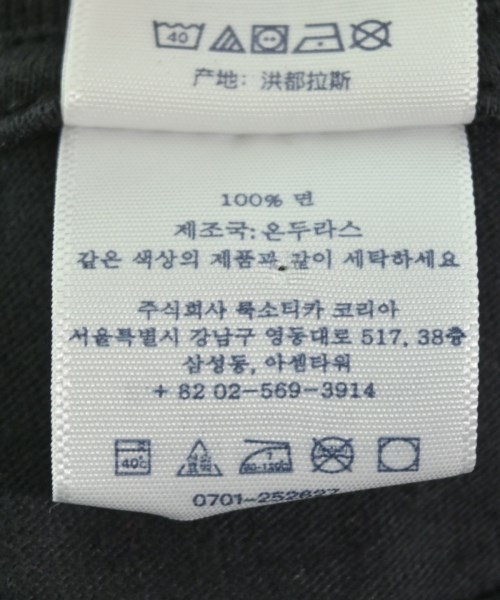 40
产地：洪都拉斯
100% 면
제조국: 온두라스
같은 색상의 제품과 같이 세탁하세요
주식회사 룩소티카 코리아
서울특별시 강남구 영동대로 517, 38층
삼성동, 아셈타워
+ 82 02-569-3914
40℃
0701-252627